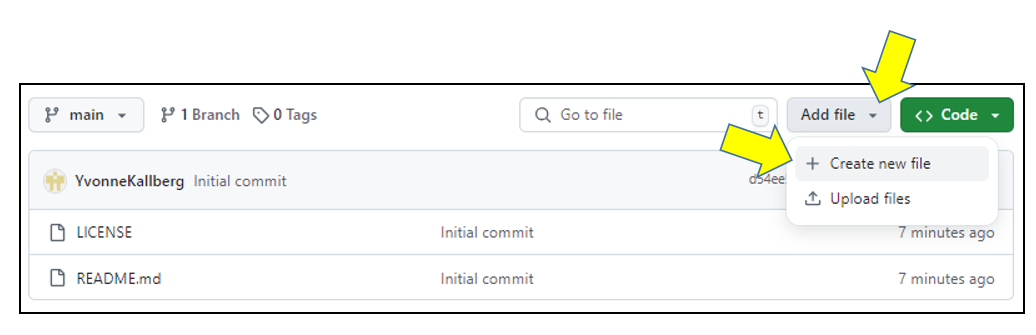 main 1 Branch 0 Tags Go to file t Add file <> Code
YvonneKallberg Initial commit
Create new file
Upload files
LICENSE Initial commit 7 minutes ago
README.md Initial commit 7 minutes ago